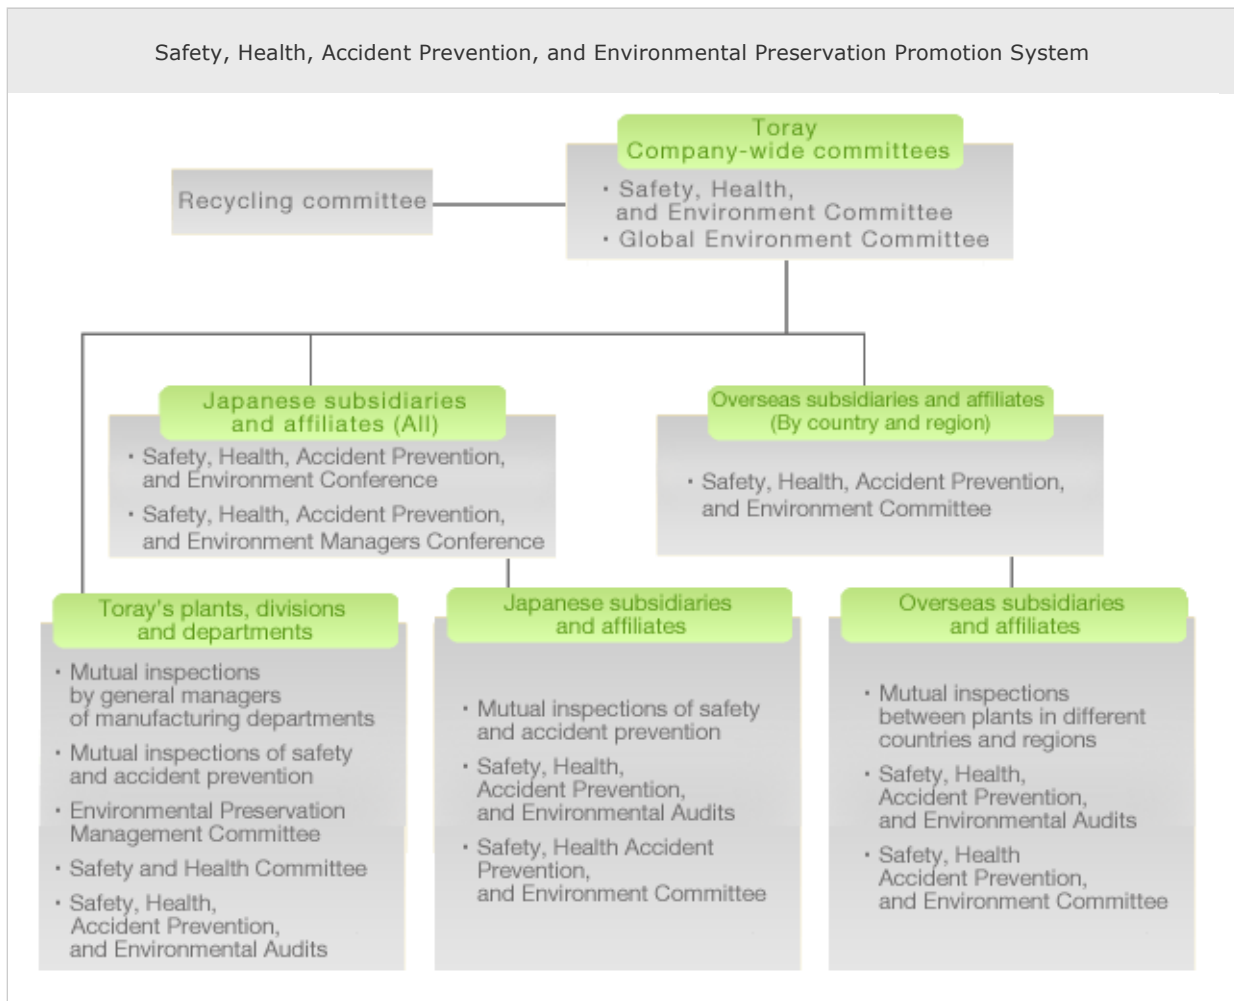 Safety, Health, Accident Prevention, and Environmental Preservation Promotion System
Toray
Company-wide committees
Recycling committee
・Safety, Health,
and Environment Committee
・Global Environment Committee
Japanese subsidiaries
and affiliates (All)
・Safety, Health, Accident Prevention,
and Environment Conference
・Safety, Health, Accident Prevention,
and Environment Managers Conference
Overseas subsidiaries and affiliates
(By country and region)
・Safety, Health, Accident Prevention,
and Environment Committee
Toray's plants, divisions
and departments
・Mutual inspections
by general managers
of manufacturing departments
・Mutual inspections of safety
and accident prevention
・Environmental Preservation
Management Committee
・Safety and Health Committee
・Safety, Health,
Accident Prevention,
and Environmental Audits
Japanese subsidiaries
and affiliates
・Mutual inspections of safety
and accident prevention
・Safety, Health,
Accident Prevention,
and Environmental Audits
・Safety, Health Accident
Prevention,
and Environment Committee
Overseas subsidiaries
and affiliates
・Mutual inspections
between plants in different
countries and regions
・Safety, Health,
Accident Prevention,
and Environmental Audits
・Safety, Health
Accident Prevention,
and Environment Committee